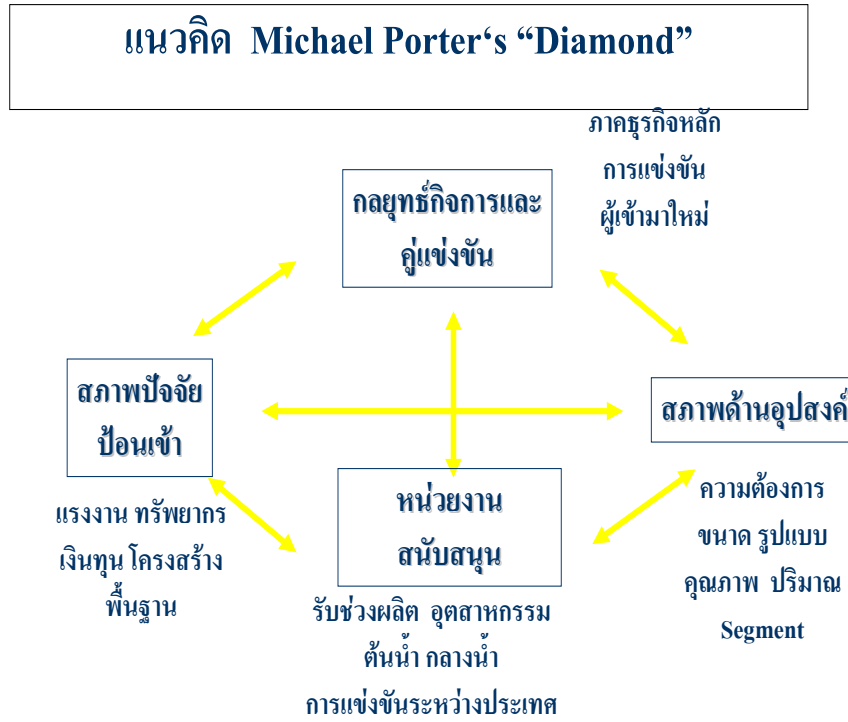 แนวคิด Michael Porter‘s “Diamond”
ภาคธุรกิจหลัก
การแข่งขัน
ผู้เข้ามาใหม่
กลยุทธ์กิจการและ
คู่แข่งขัน
สภาพปัจจัย
ป้อนเข้า
แรงงาน ทรัพยากร
เงินทุน โครงสร้าง
พื้นฐาน
สภาพด้านอุปสงค์
ความต้องการ
ขนาด รูปแบบ
คุณภาพ ปริมาณ
Segment
หน่วยงาน
สนับสนุน
รับช่วงผลิต อุตสาหกรรม
ต้นน้ำ กลางน้ำ
การแข่งขันระหว่างประเทศ